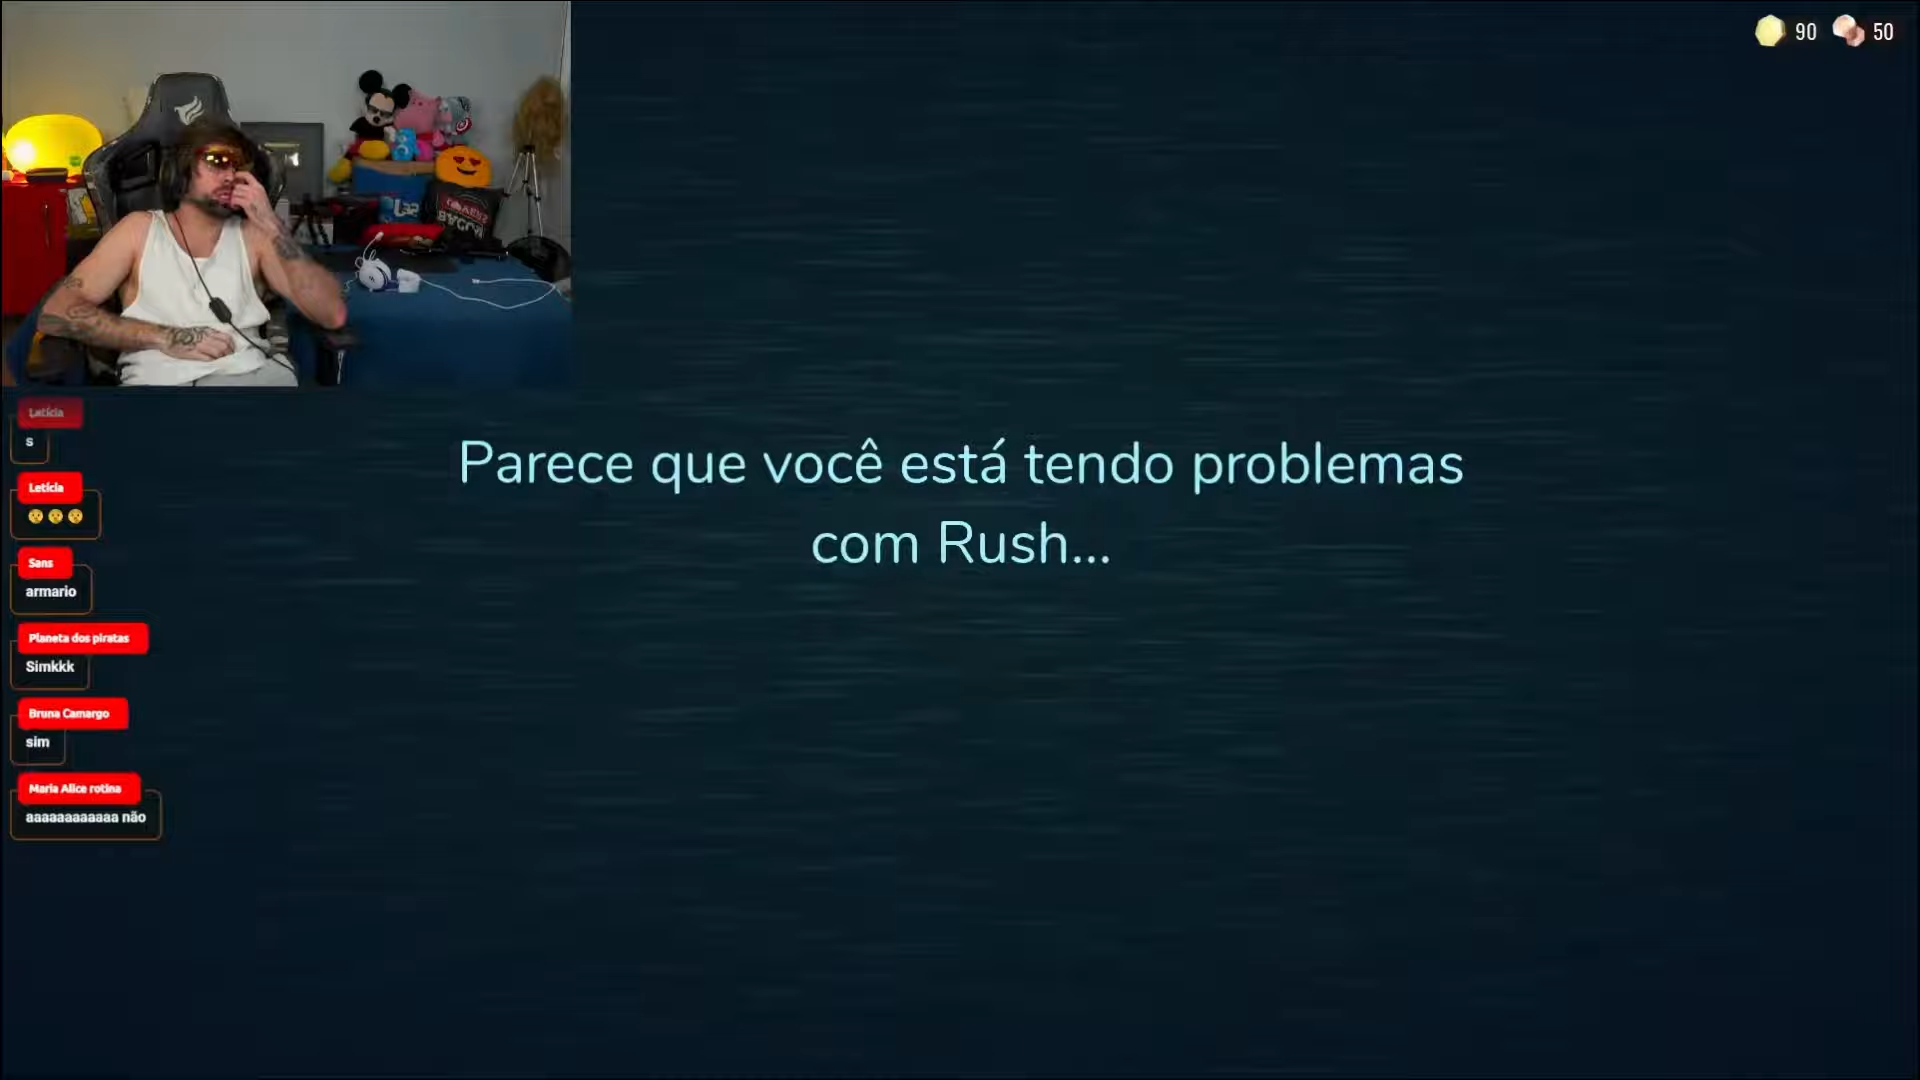 90 50
Parece que você está tendo problemas
com Rush...
Letícia
s
Letícia
Sans
armario
Planeta dos piratas
Simkkk
Bruna Camargo
sim
Maria Alice rotina
aaaaaaaaaaaa não